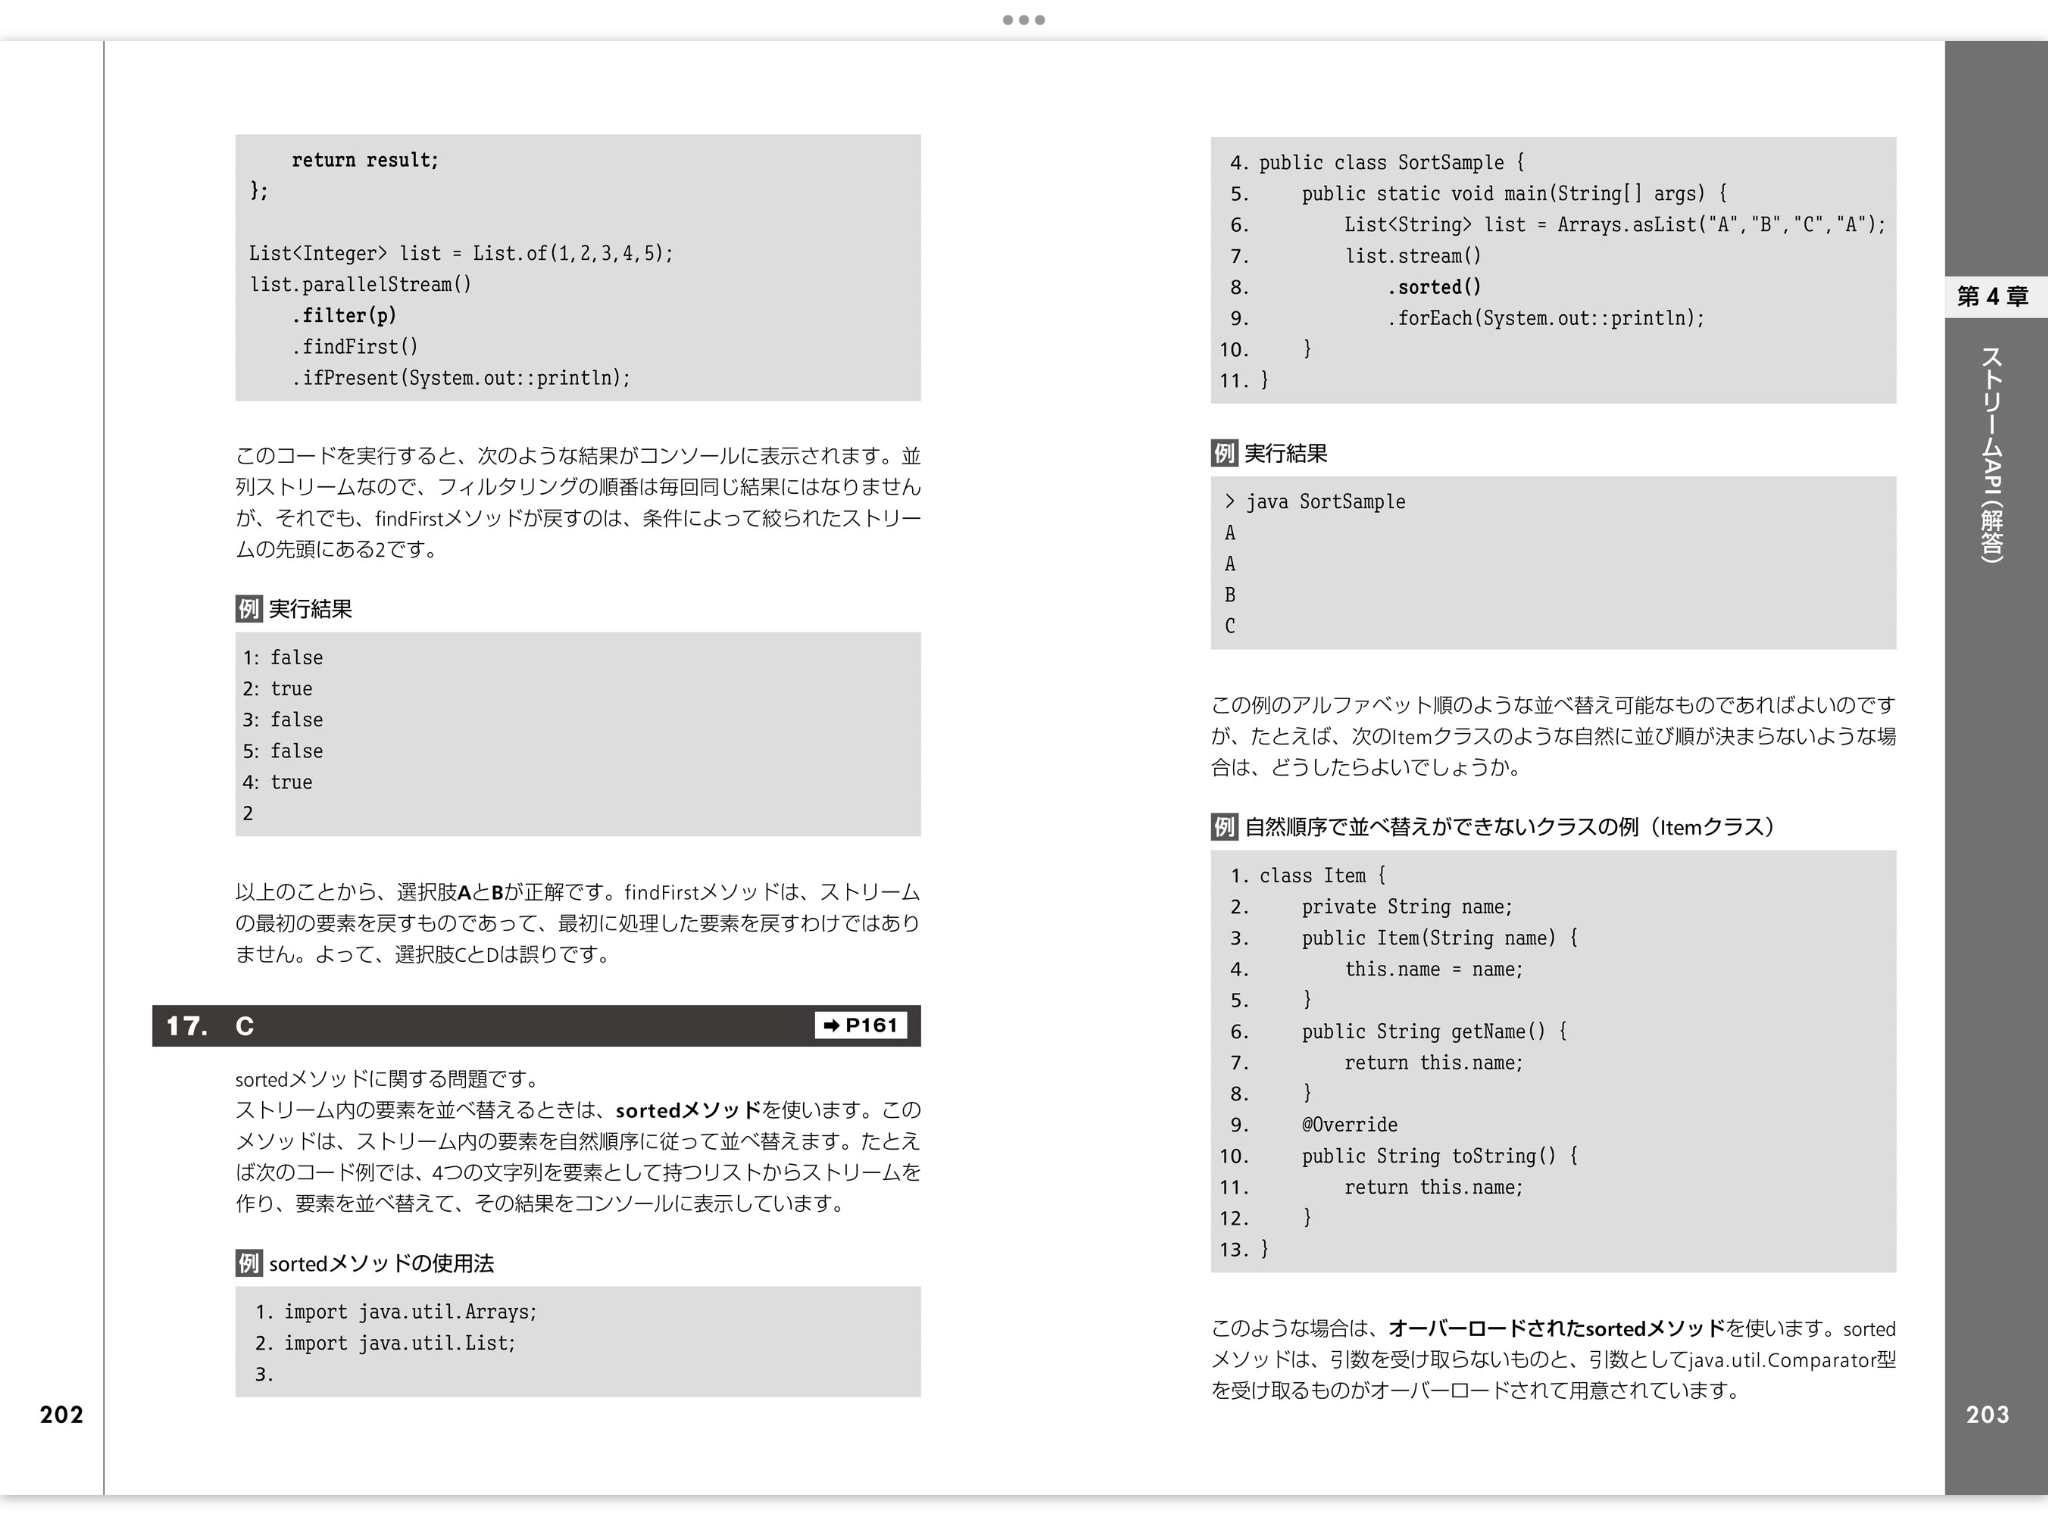 return result;
};
List<Integer> list = List.of(1,2,3,4,5);
list.parallelStream()
.filter(p)
.findFirst()
.ifPresent(System.out::println);
このコードを実行すると、次のような結果がコンソールに表示されます。並
列ストリームなので、フィルタリングの順番は毎回同じ結果にはなりません
が、それでも、findFirstメソッドが戻すのは、条件によって絞られたストリー
ムの先頭にある2です。
例 実行結果
1: false
2: true
3: false
5: false
4: true
2
以上のことから、選択肢AとBが正解です。findFirstメソッドは、ストリーム
の最初の要素を戻すものであって、最初に処理した要素を戻すわけではあり
ません。よって、選択肢CとDは誤りです。
17. C ➡ P161
sortedメソッドに関する問題です。
ストリーム内の要素を並べ替えるときは、sortedメソッドを使います。この
メソッドは、ストリーム内の要素を自然順序に従って並べ替えます。たとえ
ば次のコード例では、4つの文字列を要素として持つリストからストリームを
作り、要素を並べ替えて、その結果をコンソールに表示しています。
例 sortedメソッドの使用法
1. import java.util.Arrays;
2. import java.util.List;
3.
202
4. public class SortSample {
5. public static void main(String[] args) {
6. List<String> list = Arrays.asList("A","B","C","A");
7. list.stream()
8. .sorted()
9. .forEach(System.out::println);
10. }
11. }
例 実行結果
> java SortSample
A
A
B
C
この例のアルファベット順のような並べ替え可能なものであればよいのです
が、たとえば、次のItemクラスのような自然に並び順が決まらないような場
合は、どうしたらよいでしょうか。
例 自然順序で並べ替えができないクラスの例（Itemクラス）
1. class Item {
2. private String name;
3. public Item(String name) {
4. this.name = name;
5. }
6. public String getName() {
7. return this.name;
8. }
9. @Override
10. public String toString() {
11. return this.name;
12. }
13. }
このような場合は、オーバーロードされたsortedメソッドを使います。sorted
メソッドは、引数を受け取らないものと、引数としてjava.util.Comparator型
を受け取るものがオーバーロードされて用意されています。
第4章
ストリームAPI（解答）
203